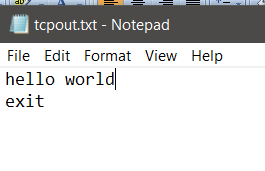 tcpout.txt - Notepad
File Edit Format View Help
hello world
exit